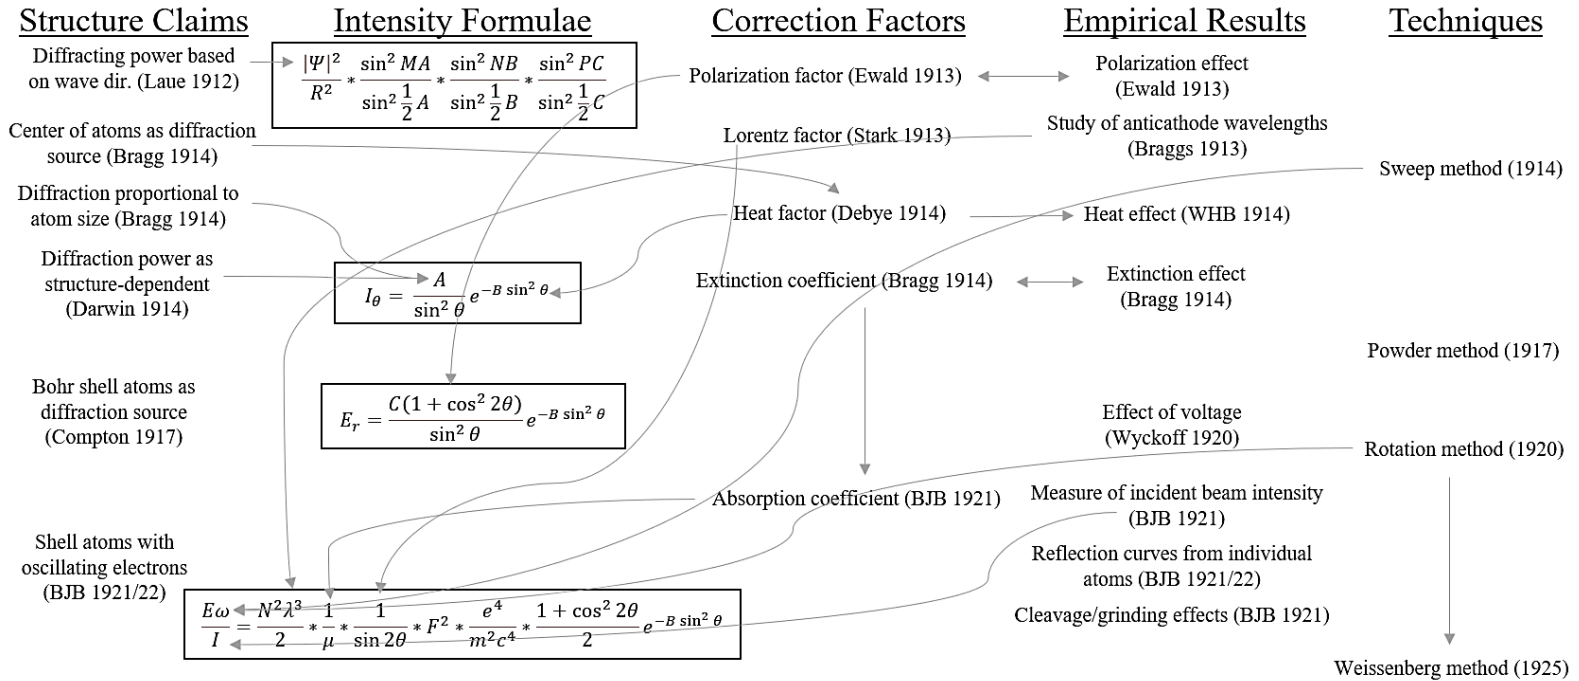 Structure Claims
Diffracting power based
on wave dir. (Laue 1912)
Center of atoms as diffraction
source (Bragg 1914)
Diffraction proportional to
atom size (Bragg 1914)
Diffraction power as
structure-dependent
(Darwin 1914)
Bohr shell atoms as
diffraction source
(Compton 1917)
Shell atoms with
oscillating electrons
(BJB 1921/22)
Intensity Formulae
|Ψ|²/R² * sin² MA/sin² ½A * sin² NB/sin² ½B * sin² PC/sin² ½C
I_θ = A/sin² θ e^(−B sin² θ)
E_r = C(1 + cos² 2θ)/sin² θ e^(−B sin² θ)
Eω/I = N²λ³/2 * 1/μ * 1/sin 2θ * F² * e⁴/m²c⁴ * 1 + cos² 2θ/2 e^(−B sin² θ)
Correction Factors
Polarization factor (Ewald 1913)
Lorentz factor (Stark 1913)
Heat factor (Debye 1914)
Extinction coefficient (Bragg 1914)
Absorption coefficient (BJB 1921)
Empirical Results
Polarization effect
(Ewald 1913)
Study of anticathode wavelengths
(Braggs 1913)
Heat effect (WHB 1914)
Extinction effect
(Bragg 1914)
Effect of voltage
(Wyckoff 1920)
Measure of incident beam intensity
(BJB 1921)
Reflection curves from individual
atoms (BJB 1921/22)
Cleavage/grinding effects (BJB 1921)
Techniques
Sweep method (1914)
Powder method (1917)
Rotation method (1920)
Weissenberg method (1925)